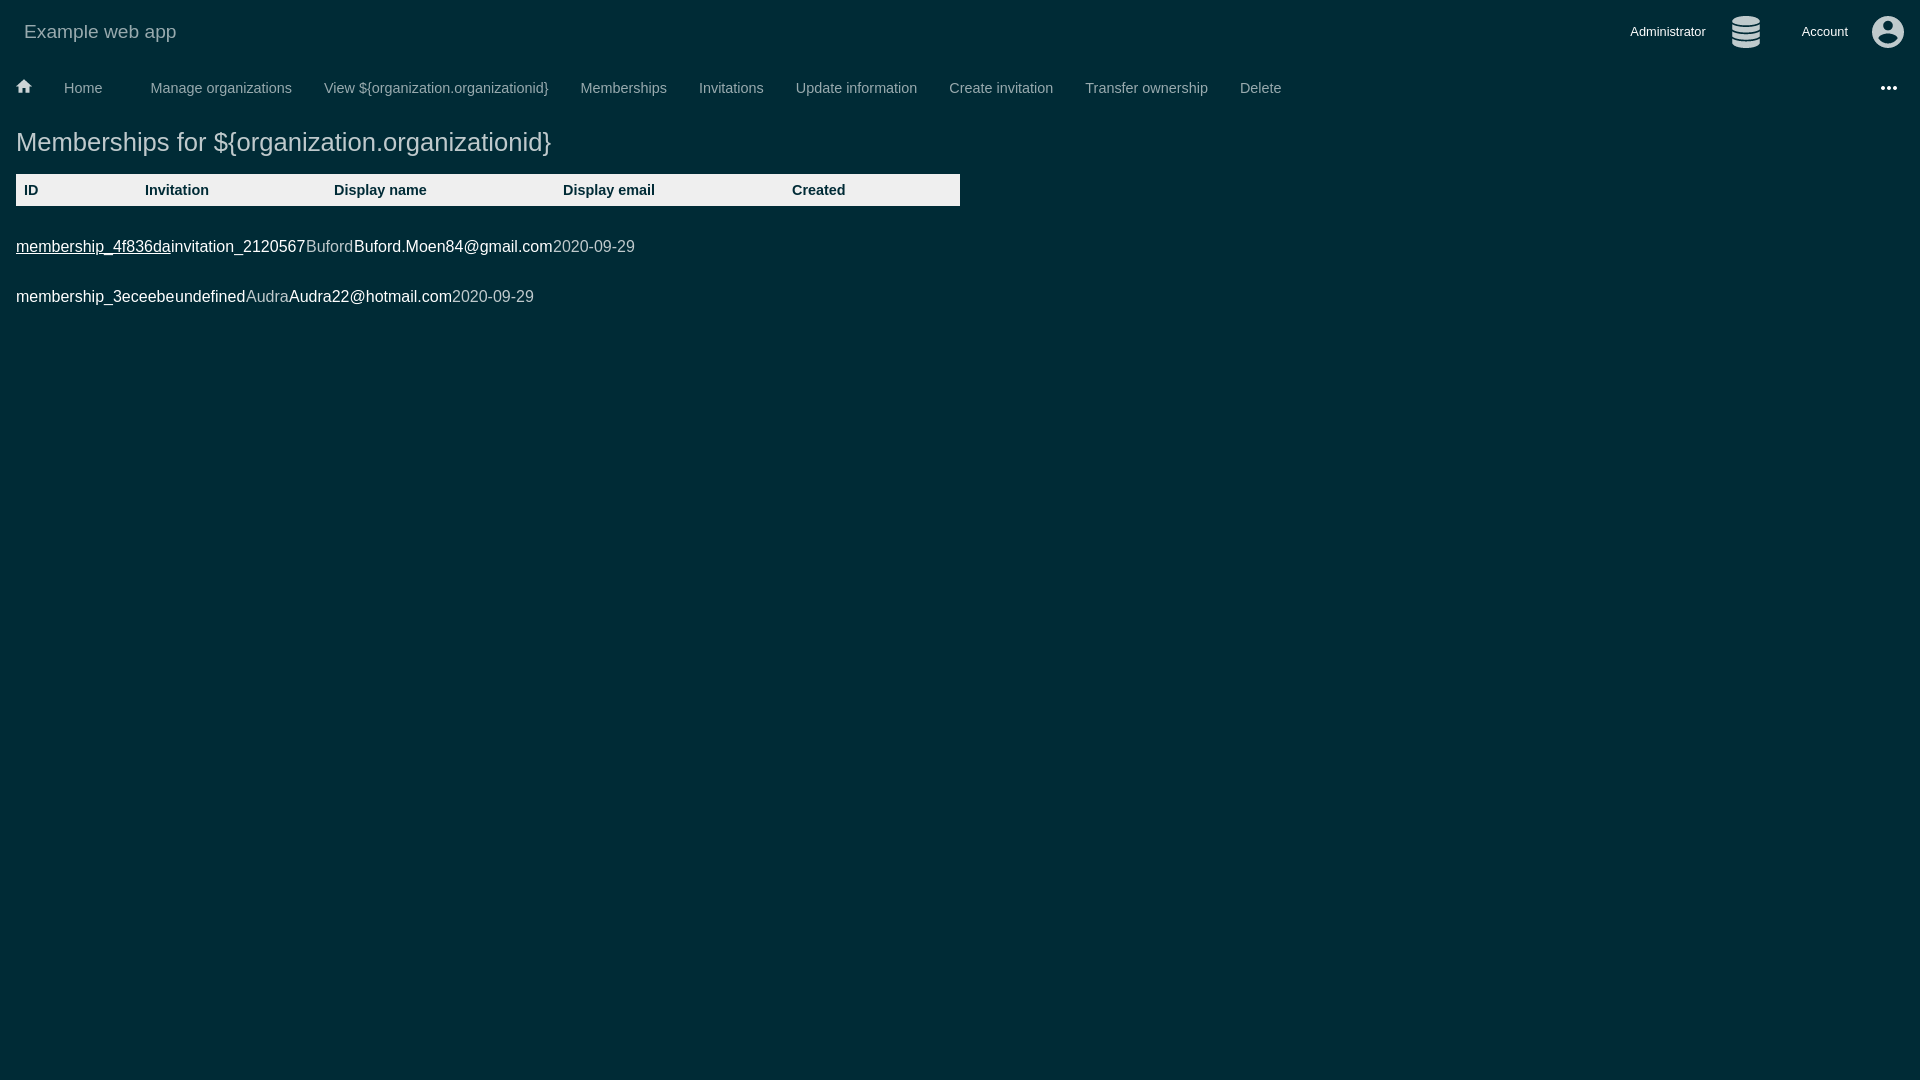 Example web app
Administrator
Account
Home
Manage organizations
View ${organization.organizationid}
Memberships
Invitations
Update information
Create invitation
Transfer ownership
Delete
Memberships for ${organization.organizationid}
ID Invitation Display name Display email Created
membership_4f836dainvitation_2120567BufordBuford.Moen84@gmail.com2020-09-29
membership_3eceebeundefinedAudraAudra22@hotmail.com2020-09-29